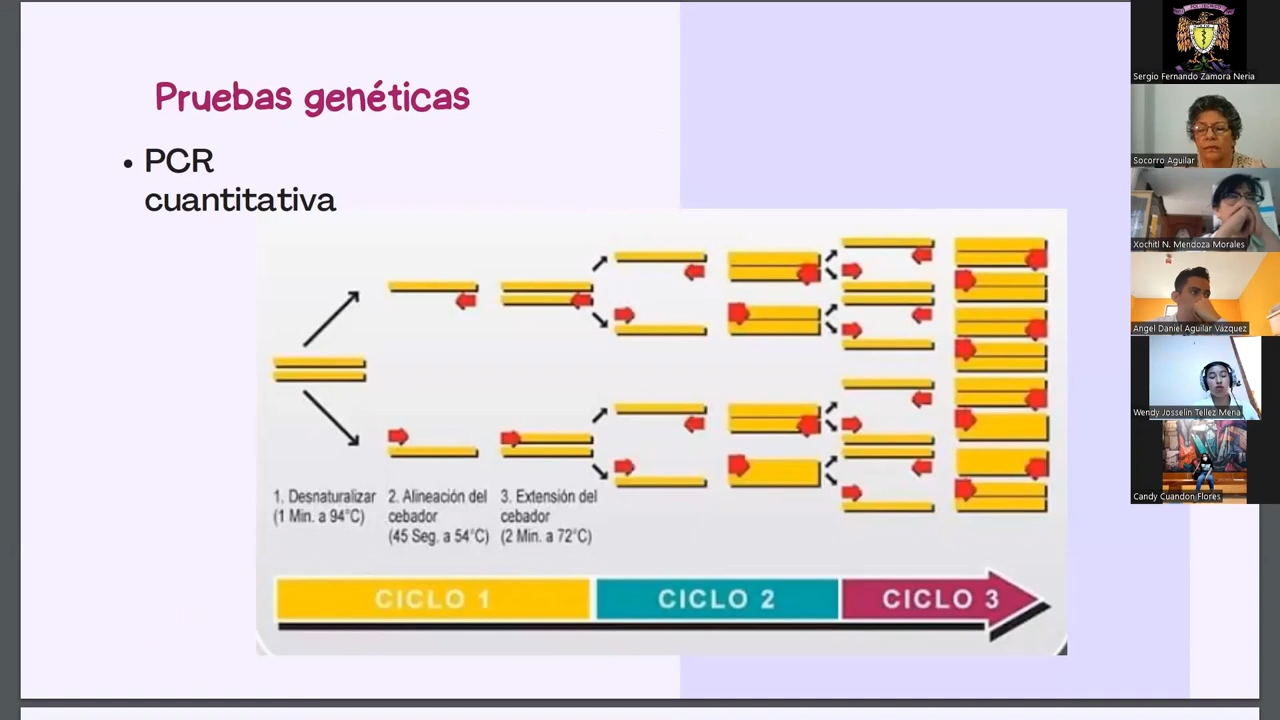 Pruebas genéticas
• PCR
cuantitativa
1. Desnaturalizar
(1 Min. a 94°C)
2. Alineación del
cebador
(45 Seg. a 54°C)
3. Extensión del
cebador
(2 Min. a 72°C)
CICLO 1
CICLO 2
CICLO 3
Sergio Fernando Zamora Neria
Socorro Aguilar
Xochitl N. Mendoza Morales
Angel Daniel Aguilar Vázquez
Wendy Josselin Tellez Mena
Candy Cuandon Flores